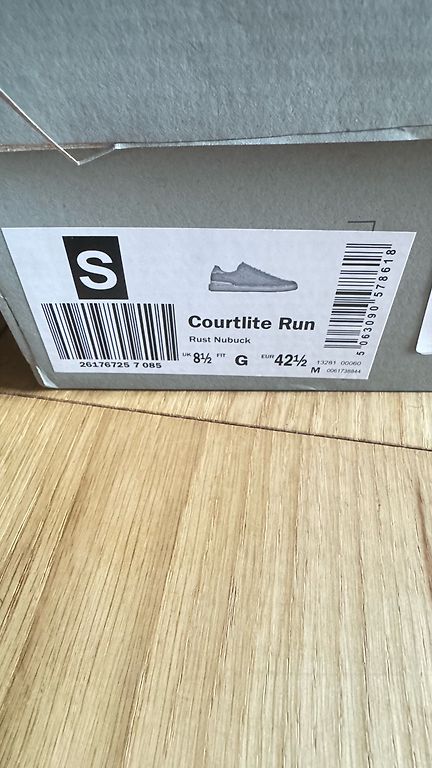 S
Courtlite Run
Rust Nubuck
26176725 7 085
UK 8½ FIT G EUR 42½
13281 00060
M 0061738844
5 063090 578618